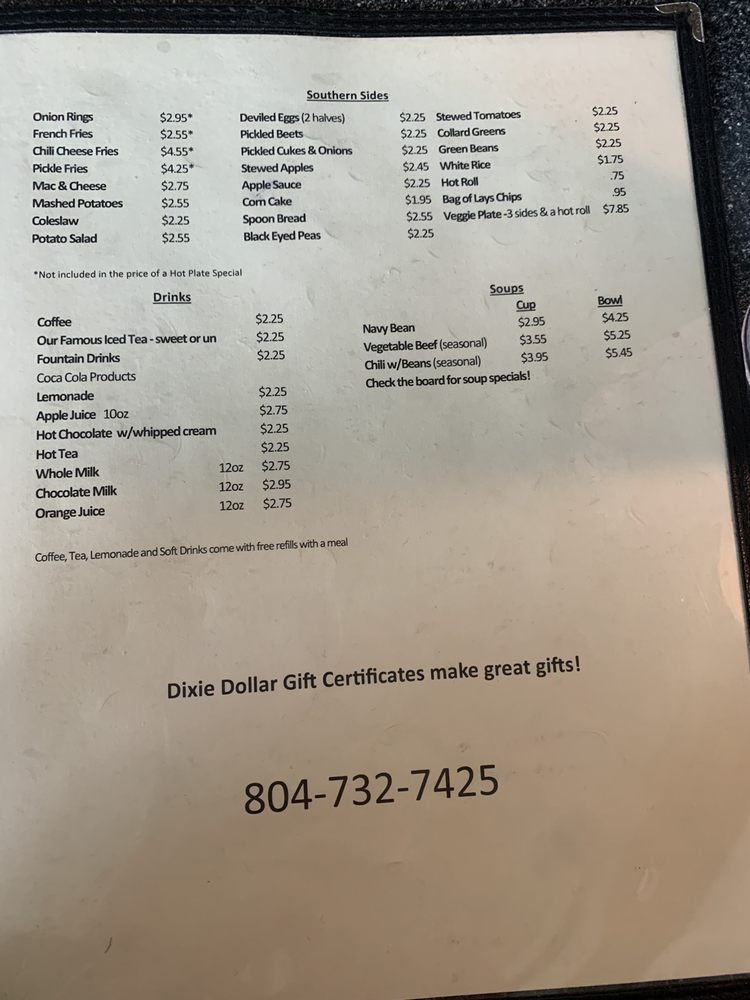 Southern Sides
Onion Rings $2.95* Deviled Eggs (2 halves) $2.25 Stewed Tomatoes $2.25
French Fries $2.55* Pickled Beets $2.25 Collard Greens $2.25
Chili Cheese Fries $4.55* Pickled Cukes & Onions $2.25 Green Beans $2.25
Pickle Fries $4.25* Stewed Apples $2.45 White Rice $1.75
Mac & Cheese $2.75 Apple Sauce $2.25 Hot Roll .75
Mashed Potatoes $2.55 Corn Cake $1.95 Bag of Lays Chips .95
Coleslaw $2.25 Spoon Bread $2.55 Veggie Plate -3 sides & a hot roll $7.85
Potato Salad $2.55 Black Eyed Peas $2.25
*Not included in the price of a Hot Plate Special
Drinks
Coffee $2.25
Our Famous Iced Tea - sweet or un $2.25
Fountain Drinks $2.25
Coca Cola Products
Lemonade $2.25
Apple Juice 10oz $2.75
Hot Chocolate w/whipped cream $2.25
Hot Tea $2.25
Whole Milk 12oz $2.75
Chocolate Milk 12oz $2.95
Orange Juice 12oz $2.75
Soups
Cup Bowl
Navy Bean $2.95 $4.25
Vegetable Beef (seasonal) $3.55 $5.25
Chili w/Beans (seasonal) $3.95 $5.45
Check the board for soup specials!
Coffee, Tea, Lemonade and Soft Drinks come with free refills with a meal
Dixie Dollar Gift Certificates make great gifts!
804-732-7425